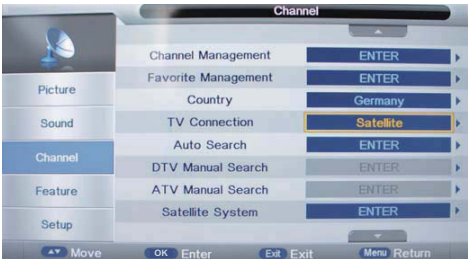 Channel
Channel Management ENTER
Favorite Management ENTER
Picture
Country Germany
Sound
TV Connection Satellite
Auto Search ENTER
Channel
DTV Manual Search ENTER
ATV Manual Search ENTER
Feature
Satellite System ENTER
Setup
Move OK Enter Exit Exit Menu Return